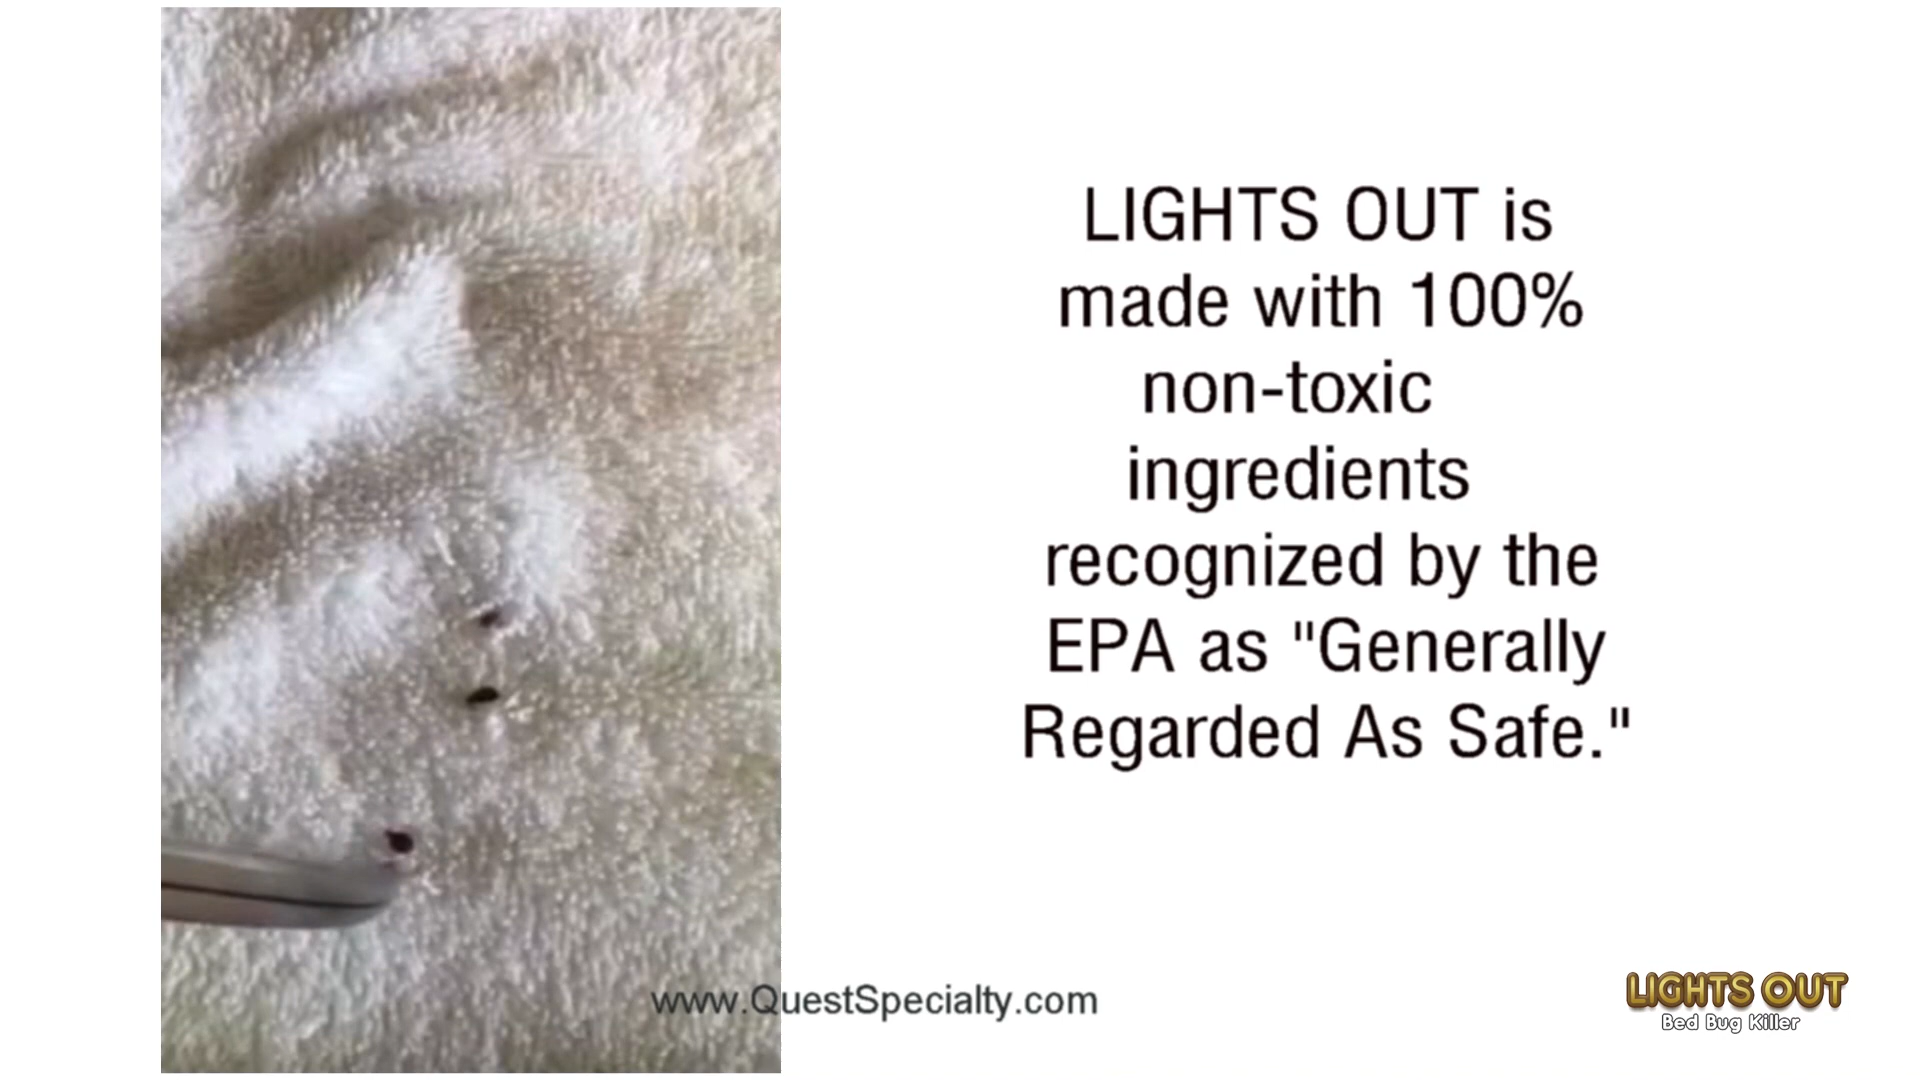 LIGHTS OUT is
made with 100%
non-toxic
ingredients
recognized by the
EPA as "Generally
Regarded As Safe."
www.QuestSpecialty.com
LIGHTS OUT
Bed Bug Killer